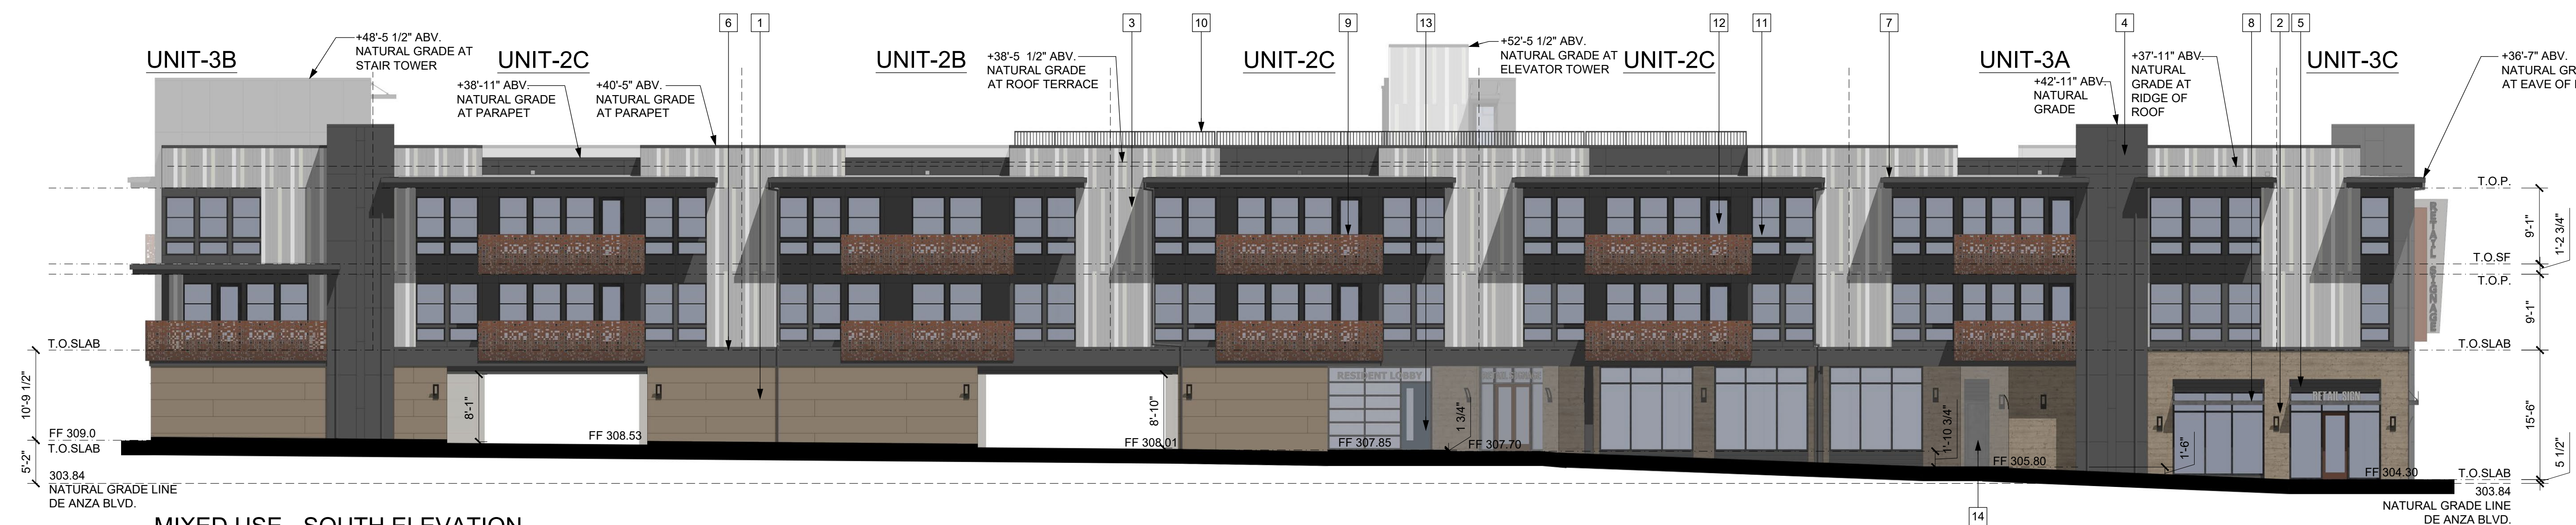 6
1
3
10
9
13
12
11
7
4
8
2
5
UNIT-3B
+48'-5 1/2" ABV.
NATURAL GRADE AT
STAIR TOWER
UNIT-2C
+38'-11" ABV.
NATURAL GRADE
AT PARAPET
+40'-5" ABV.
NATURAL GRADE
AT PARAPET
UNIT-2B
+38'-5 1/2" ABV.
NATURAL GRADE
AT ROOF TERRACE
UNIT-2C
+52'-5 1/2" ABV.
NATURAL GRADE AT
ELEVATOR TOWER
UNIT-2C
UNIT-3A
+42'-11" ABV.
NATURAL
GRADE
+37'-11" ABV.
NATURAL
GRADE AT
RIDGE OF
ROOF
UNIT-3C
+36'-7" ABV.
NATURAL GR
AT EAVE OF
T.O.P.
9'-1"
1'-2 3/4"
T.O.SF
T.O.P.
9'-1"
T.O.SLAB
T.O.SLAB
RETAIL SIGNAGE
10'-9 1/2"
15'-6"
8'-1"
8'-10"
RESIDENT LOBBY
RETAIL SIGN
FF 309.0
T.O.SLAB
FF 308.53
FF 308.01
FF 307.85
1 3/4"
FF 307.70
1'-10 3/4"
FF 305.80
1'-6"
FF 304.30
T.O.SLAB
5 1/2"
5'-2"
303.84
NATURAL GRADE LINE
DE ANZA BLVD.
303.84
NATURAL GRADE LINE
DE ANZA BLVD.
14
MIXED USE - SOUTH ELEVATION